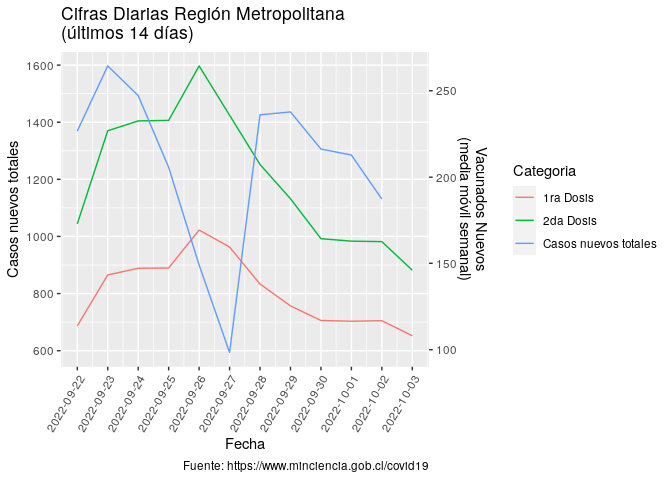 Cifras Diarias Región Metropolitana
(últimos 14 días)
1600
1400
1200
1000
800
600
Casos nuevos totales
250
200
150
100
Vacunados Nuevos
(media móvil semanal)
2022-09-22
2022-09-23
2022-09-24
2022-09-25
2022-09-26
2022-09-27
2022-09-28
2022-09-29
2022-09-30
2022-10-01
2022-10-02
2022-10-03
Fecha
Categoria
1ra Dosis
2da Dosis
Casos nuevos totales
Fuente: https://www.minciencia.gob.cl/covid19